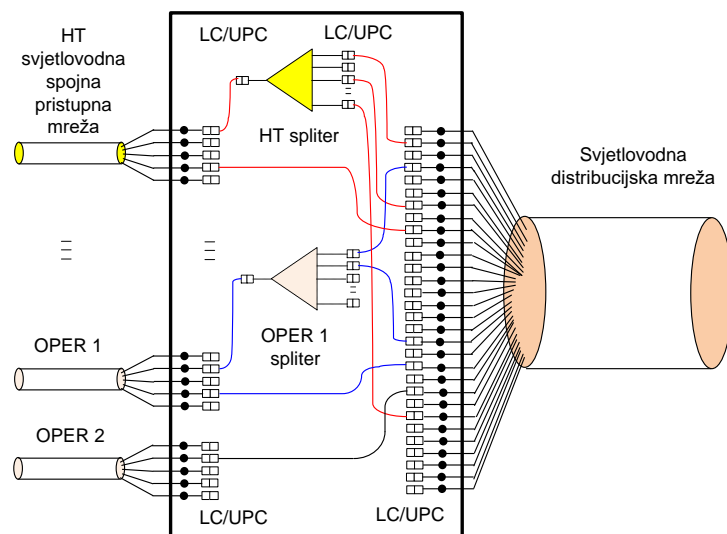 HT
svjetlovodna
spojna
pristupna
mreža
LC/UPC
LC/UPC
HT spliter
Svjetlovodna
distribucijska mreža
OPER 1
spliter
OPER 1
OPER 2
LC/UPC
LC/UPC